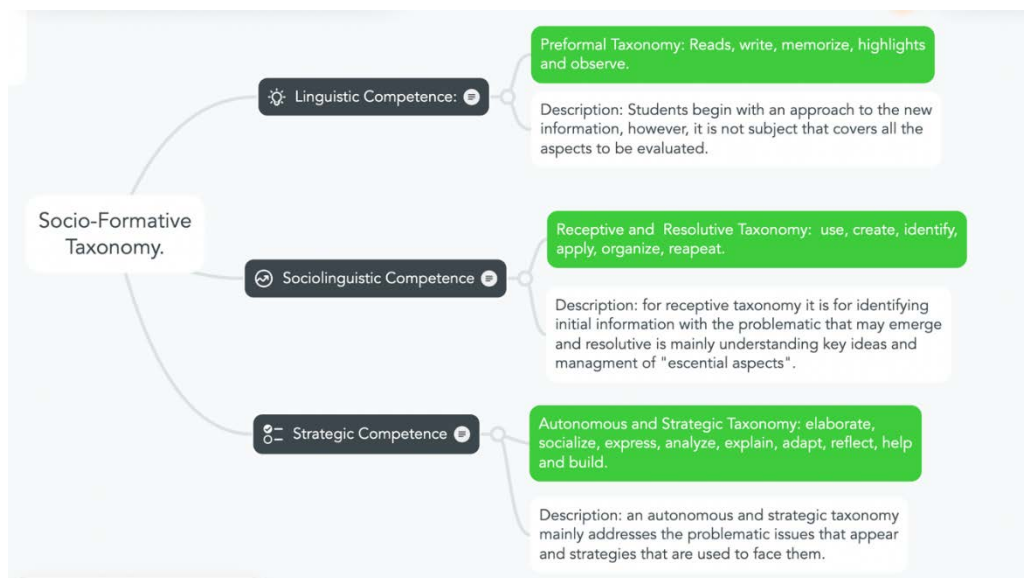 Socio-Formative
Taxonomy.
Linguistic Competence:
Preformal Taxonomy: Reads, write, memorize, highlights
and observe.
Description: Students begin with an approach to the new
information, however, it is not subject that covers all the
aspects to be evaluated.
Sociolinguistic Competence
Receptive and Resolutive Taxonomy: use, create, identify,
apply, organize, reapeat.
Description: for receptive taxonomy it is for identifying
initial information with the problematic that may emerge
and resolutive is mainly understanding key ideas and
managment of "escential aspects".
Strategic Competence
Autonomous and Strategic Taxonomy: elaborate,
socialize, express, analyze, explain, adapt, reflect, help
and build.
Description: an autonomous and strategic taxonomy
mainly addresses the problematic issues that appear
and strategies that are used to face them.